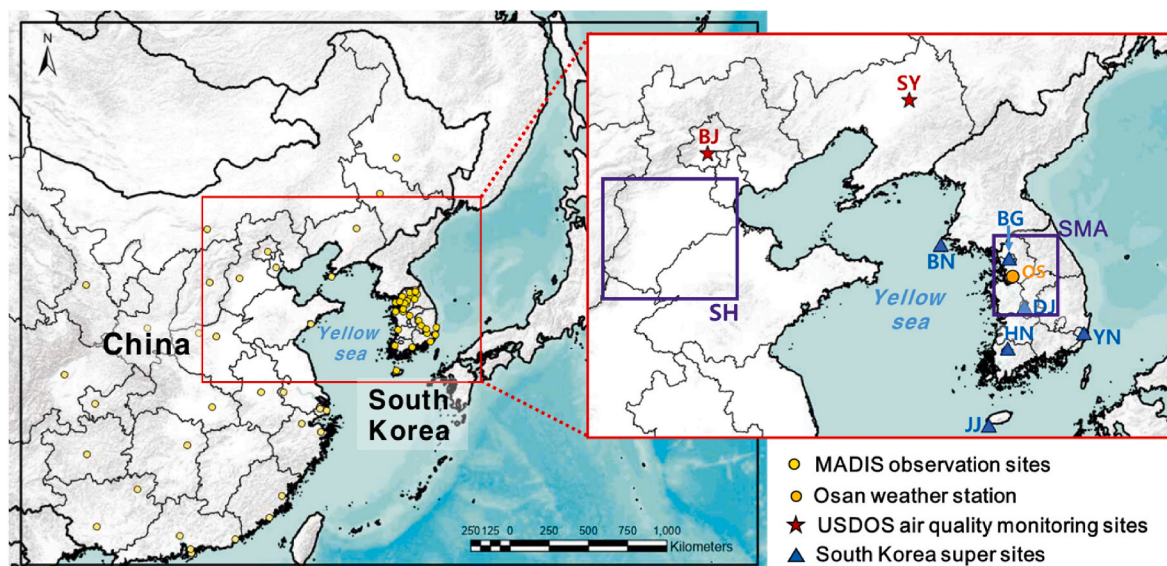 N
China
Yellow
sea
South
Korea
250 125 0 250 500 750 1,000
Kilometers
SY
BJ
BG
SMA
BN
OS
SH
Yellow
sea
DJ
HN
YN
JJ
MADIS observation sites
Osan weather station
USDOS air quality monitoring sites
South Korea super sites